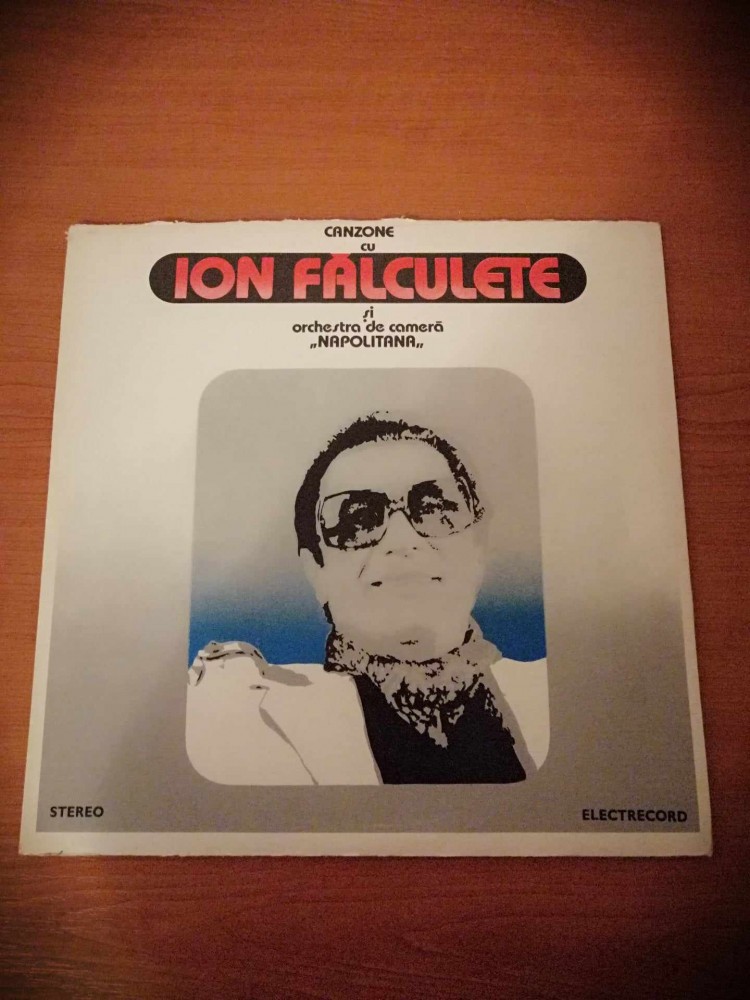 CANZONE
cu
ION FĂLCULETE
și
orchestra de cameră
„NAPOLITANA„
STEREO
ELECTRECORD